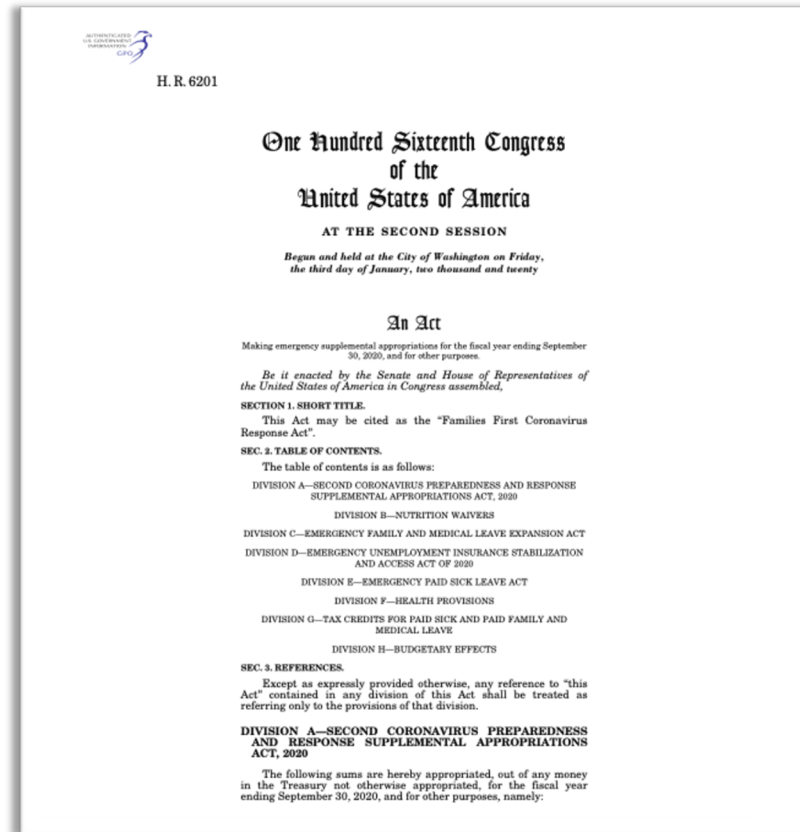 AUTHENTICATED
U.S. GOVERNMENT
INFORMATION
GPO
H. R. 6201
One Hundred Sixteenth Congress
of the
United States of America
AT THE SECOND SESSION
Begun and held at the City of Washington on Friday,
the third day of January, two thousand and twenty
An Act
Making emergency supplemental appropriations for the fiscal year ending September
30, 2020, and for other purposes.
Be it enacted by the Senate and House of Representatives of
the United States of America in Congress assembled,
SECTION 1. SHORT TITLE.
This Act may be cited as the “Families First Coronavirus
Response Act”.
SEC. 2. TABLE OF CONTENTS.
The table of contents is as follows:
DIVISION A—SECOND CORONAVIRUS PREPAREDNESS AND RESPONSE
SUPPLEMENTAL APPROPRIATIONS ACT, 2020
DIVISION B—NUTRITION WAIVERS
DIVISION C—EMERGENCY FAMILY AND MEDICAL LEAVE EXPANSION ACT
DIVISION D—EMERGENCY UNEMPLOYMENT INSURANCE STABILIZATION
AND ACCESS ACT OF 2020
DIVISION E—EMERGENCY PAID SICK LEAVE ACT
DIVISION F—HEALTH PROVISIONS
DIVISION G—TAX CREDITS FOR PAID SICK AND PAID FAMILY AND
MEDICAL LEAVE
DIVISION H—BUDGETARY EFFECTS
SEC. 3. REFERENCES.
Except as expressly provided otherwise, any reference to “this
Act” contained in any division of this Act shall be treated as
referring only to the provisions of that division.
DIVISION A—SECOND CORONAVIRUS PREPAREDNESS
AND RESPONSE SUPPLEMENTAL APPROPRIATIONS
ACT, 2020
The following sums are hereby appropriated, out of any money
in the Treasury not otherwise appropriated, for the fiscal year
ending September 30, 2020, and for other purposes, namely: